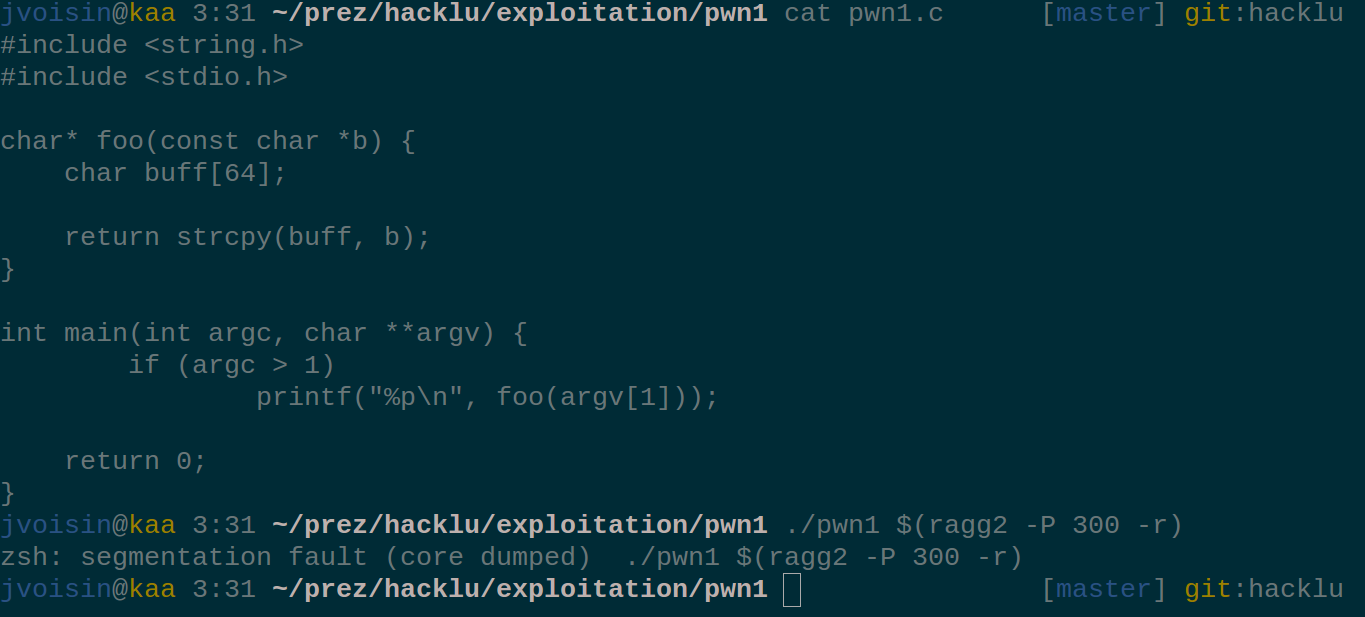 jvoisin@kaa 3:31 ~/prez/hacklu/exploitation/pwn1 cat pwn1.c      [master] git:hacklu
#include <string.h>
#include <stdio.h>

char* foo(const char *b) {
    char buff[64];

    return strcpy(buff, b);
}

int main(int argc, char **argv) {
        if (argc > 1)
                printf("%p\n", foo(argv[1]));

    return 0;
}
jvoisin@kaa 3:31 ~/prez/hacklu/exploitation/pwn1 ./pwn1 $(ragg2 -P 300 -r)
zsh: segmentation fault (core dumped)  ./pwn1 $(ragg2 -P 300 -r)
jvoisin@kaa 3:31 ~/prez/hacklu/exploitation/pwn1                 [master] git:hacklu